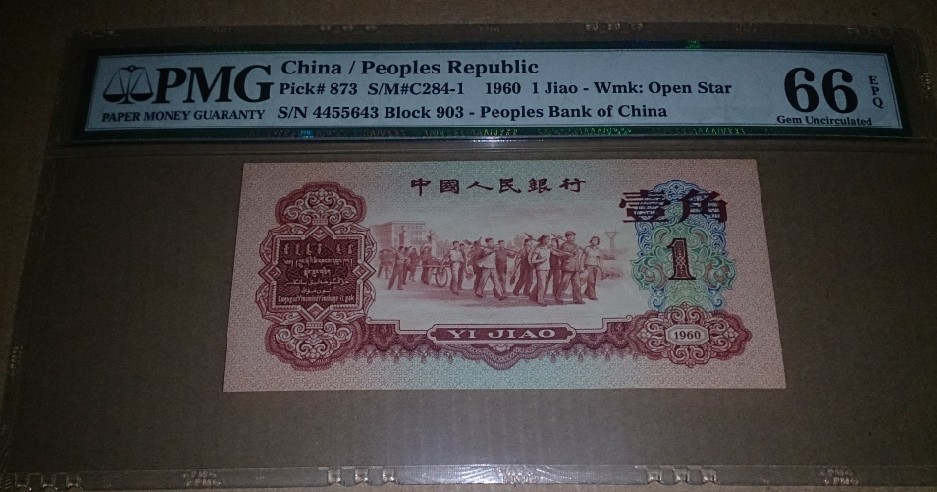 PMG
PAPER MONEY GUARANTY
China / Peoples Republic
Pick# 873 S/M#C284-1 1960 1 Jiao - Wmk: Open Star
S/N 4455643 Block 903 - Peoples Bank of China
66
EPQ
Gem Uncirculated
中國人民銀行
壹角
1
YI JIAO
1960